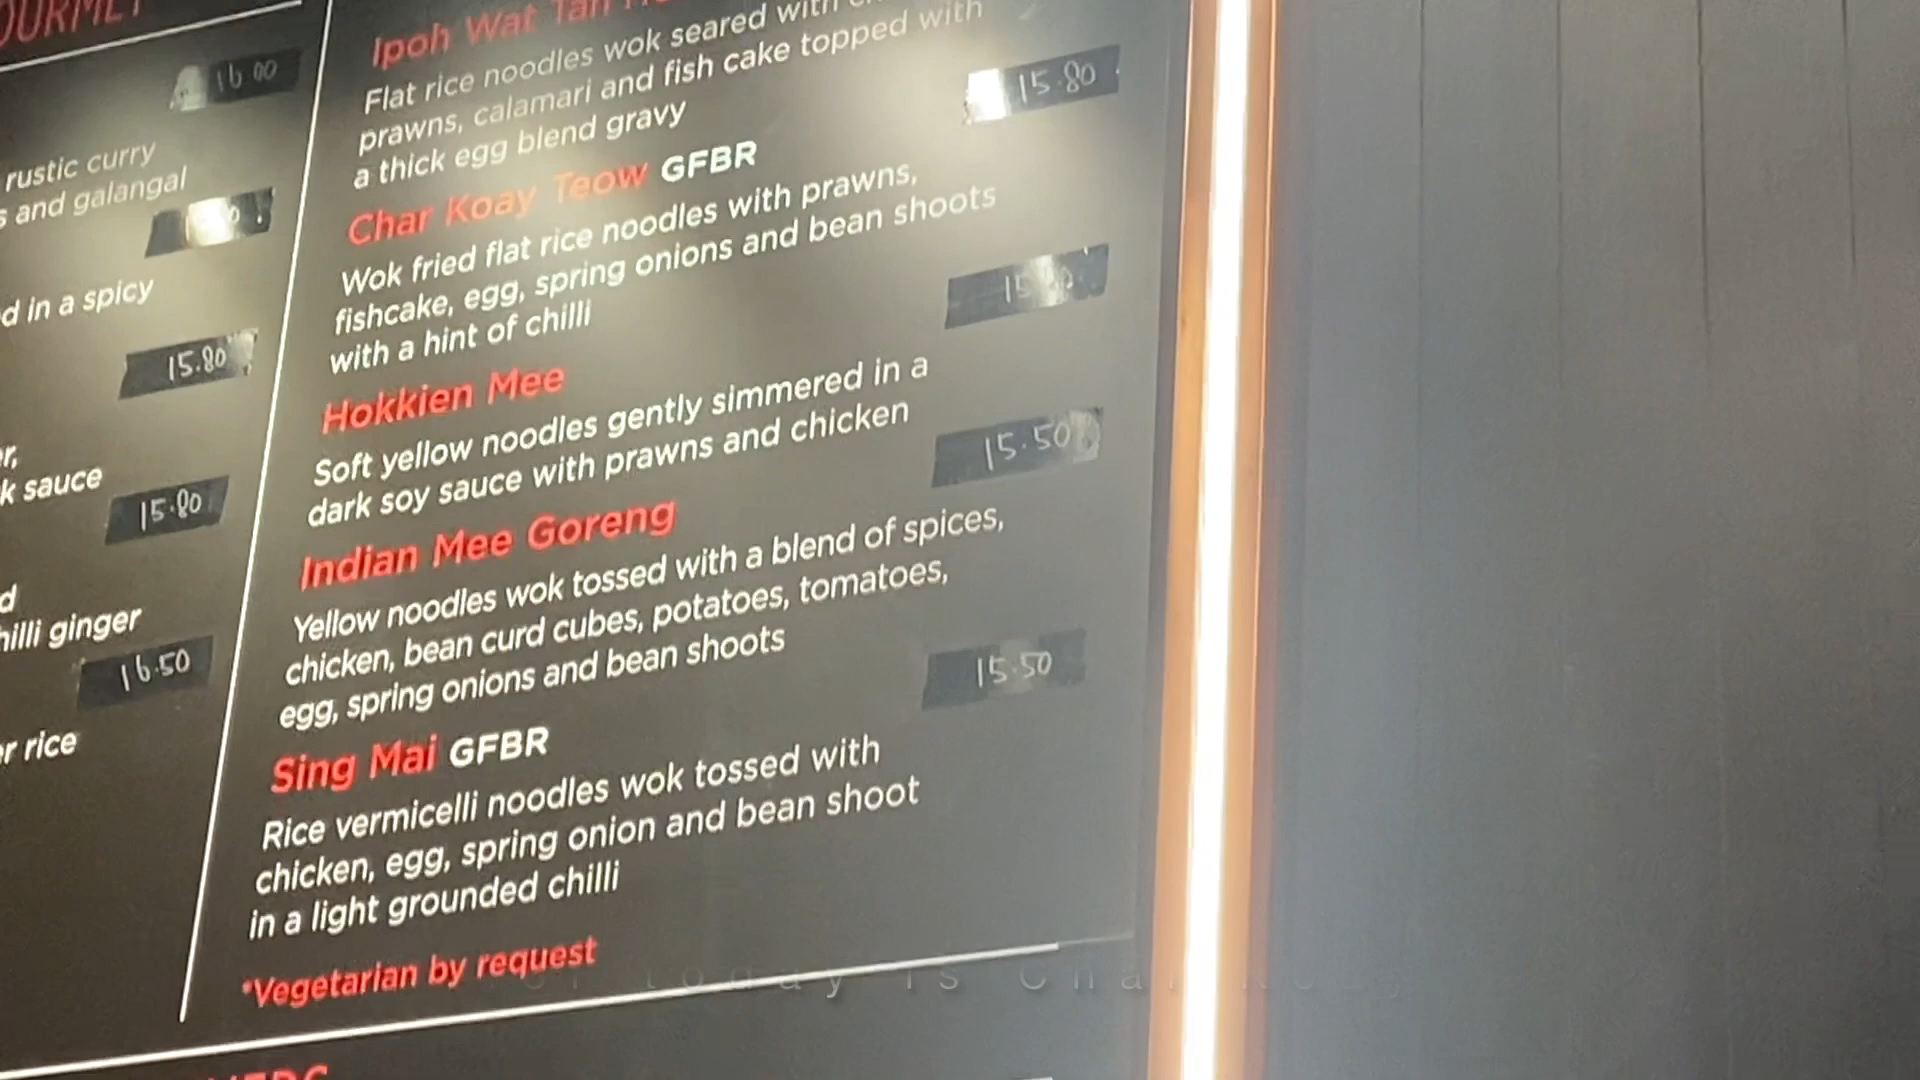 16.00
rustic curry
and galangal
d in a spicy
15.80
k sauce
15.80
ginger
16.50
rice
Ipoh Wat Tan
Flat rice noodles wok seared with
prawns, calamari and fish cake topped with
a thick egg blend gravy
15.80
Char Koay Teow GFBR
Wok fried flat rice noodles with prawns,
fishcake, egg, spring onions and bean shoots
with a hint of chilli
Hokkien Mee
Soft yellow noodles gently simmered in a
dark soy sauce with prawns and chicken
15.50
Indian Mee Goreng
Yellow noodles wok tossed with a blend of spices,
chicken, bean curd cubes, potatoes, tomatoes,
egg, spring onions and bean shoots
15.50
Sing Mai GFBR
Rice vermicelli noodles wok tossed with
chicken, egg, spring onion and bean shoot
in a light grounded chilli
*Vegetarian by request
today is Char